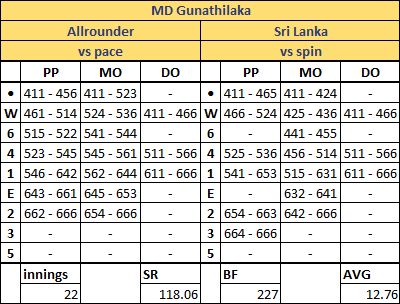 MD Gunathilaka
Allrounder Sri Lanka
vs pace vs spin
PP MO DO PP MO DO
• 411 - 456 411 - 523 - • 411 - 465 411 - 424 -
W 461 - 514 524 - 536 411 - 466 W 466 - 524 425 - 436 411 - 466
6 515 - 522 541 - 544 6 - 441 - 455
4 523 - 545 545 - 561 511 - 566 4 525 - 536 456 - 514 511 - 566
1 546 - 642 562 - 644 611 - 666 1 541 - 653 515 - 631 611 - 666
E 643 - 661 645 - 653 - E - 632 - 641 -
2 662 - 666 654 - 666 - 2 654 - 663 642 - 666 -
3 - - - 3 664 - 666 - -
5 - - - 5 - - -
innings SR BF AVG
22 118.06 227 12.76